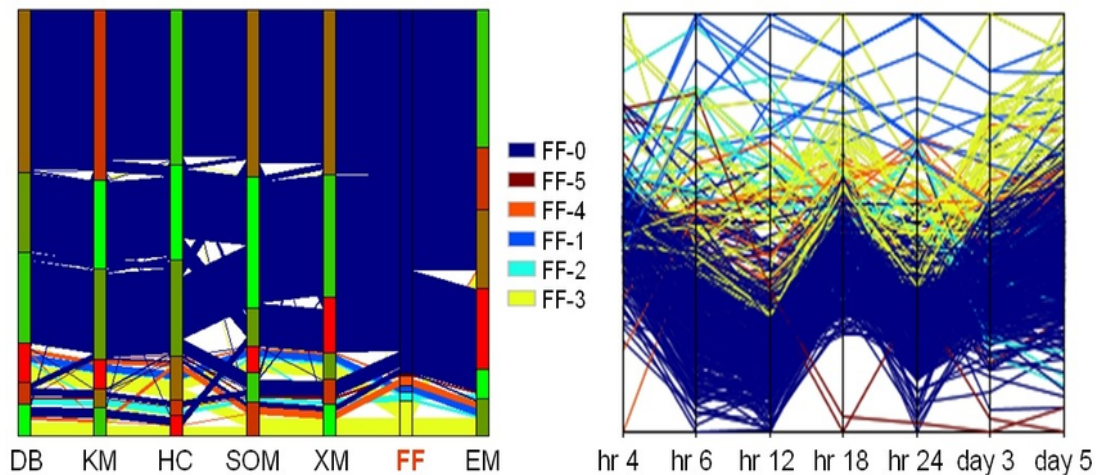 FF-0
FF-5
FF-4
FF-1
FF-2
FF-3
DB KM HC SOM XM FF EM
hr 4 hr 6 hr 12 hr 18 hr 24 day 3 day 5